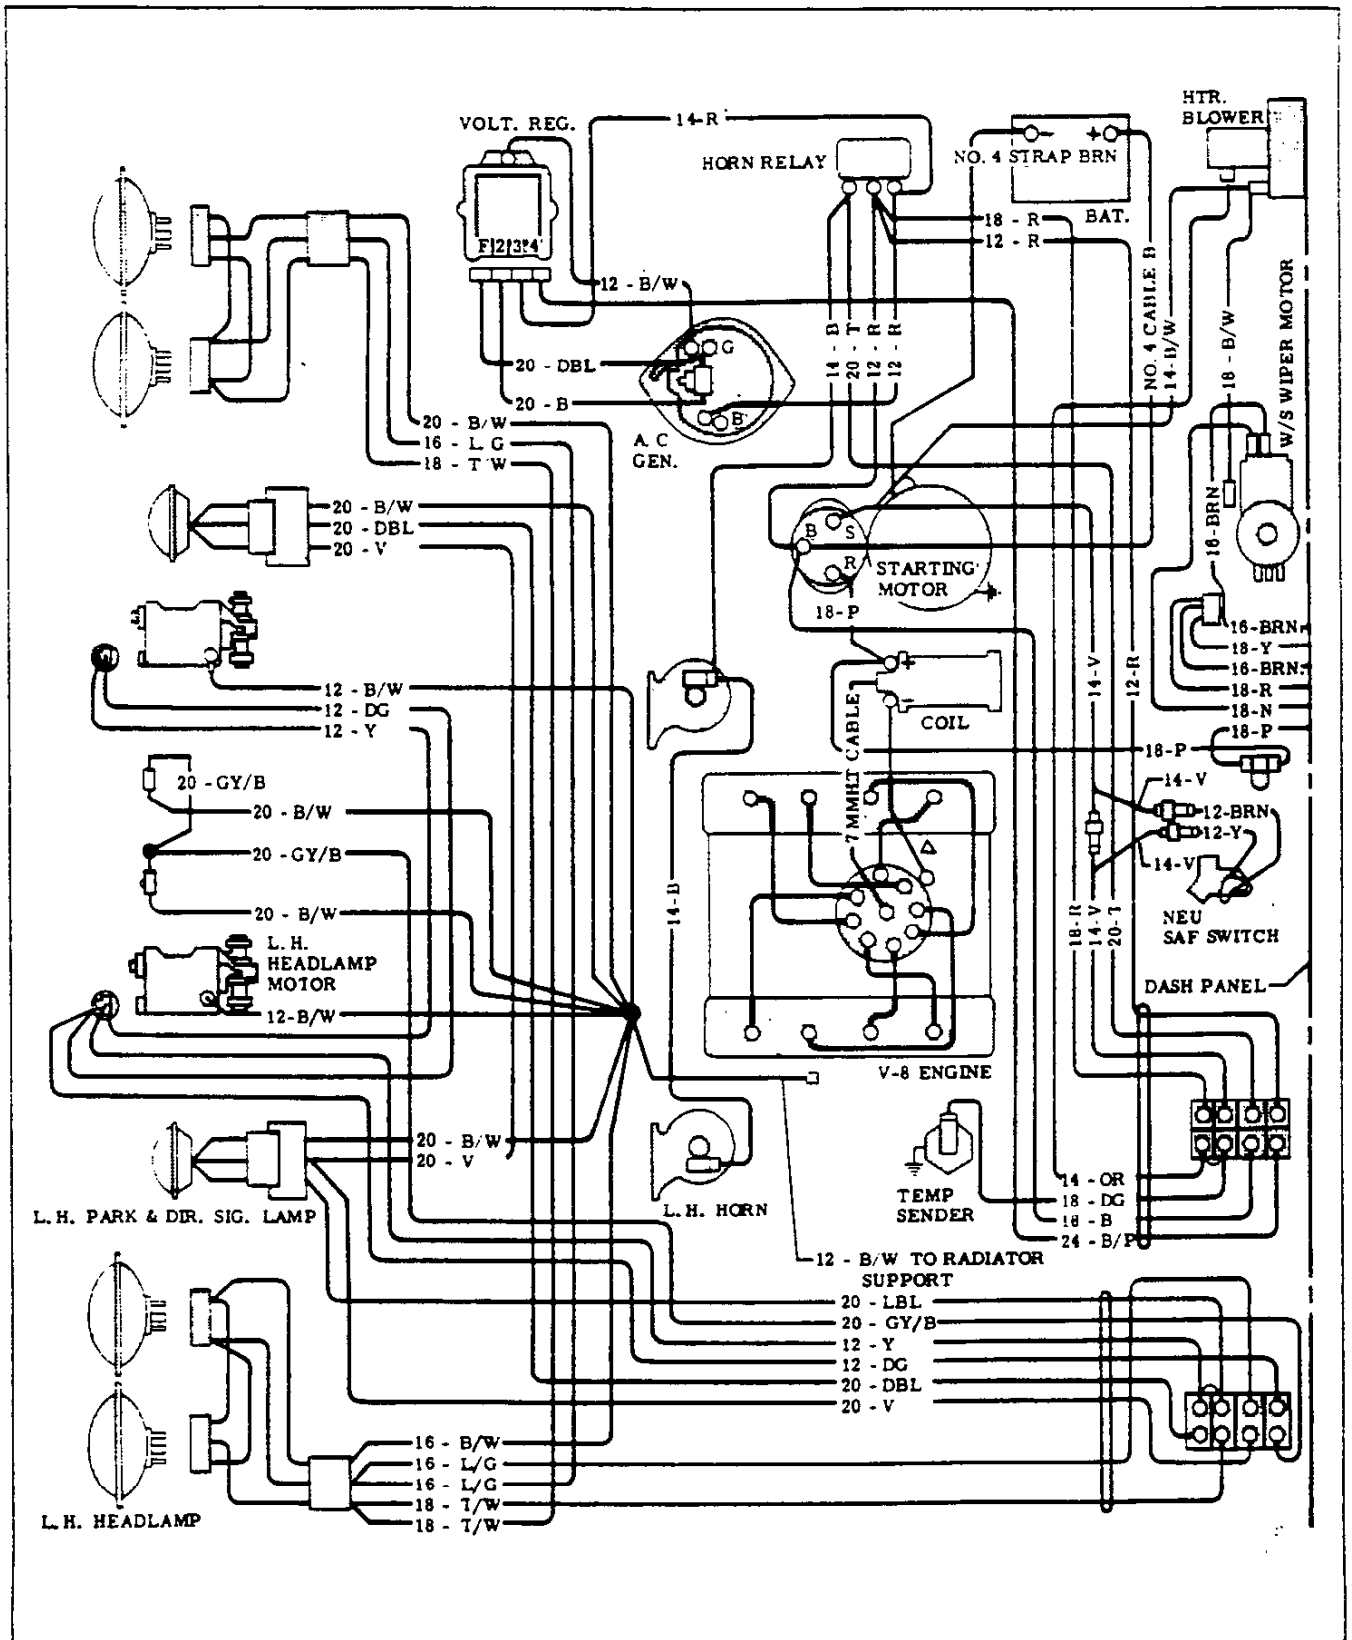 HTR.
BLOWER
VOLT. REG.
14-R
HORN RELAY
NO. 4 STRAP BRN
- +
BAT.
18 - R
12 - R
F 2 3 4
12 - B/W
14 - B
20 - T
12 - R
12 - R
NO. 4 CABLE B
14-B/W
18 - B/W
W/S WIPER MOTOR
G
20 - DBL
20 - B
B
A.C
GEN.
20 - B/W
16 - L G
18 - T W
20 - B/W
20 - DBL
20 - V
B
S
R
STARTING
MOTOR
18-P
16-BRN
16-BRN
18-Y
16-BRN
18-R
18-N
18-P
14-V
12-R
12 - B/W
12 - DG
12 - Y
+
-
COIL
7MMHT CABLE
18-P
14-V
12-BRN
12-Y
14-V
NEU
SAF SWITCH
20 - GY/B
20 - B/W
20 - GY/B
20 - B/W
14-B
18-R
14-V
20-T
DASH PANEL
L. H.
HEADLAMP
MOTOR
12-B/W
V-8 ENGINE
20 - B/W
20 - V
L. H. PARK & DIR. SIG. LAMP
L. H. HORN
TEMP
SENDER
14 - OR
18 - DG
18 - B
24 - B/P
12 - B/W TO RADIATOR
SUPPORT
20 - LBL
20 - GY/B
12 - Y
12 - DG
20 - DBL
20 - V
16 - B/W
16 - L/G
16 - L/G
18 - T/W
18 - T/W
L. H. HEADLAMP